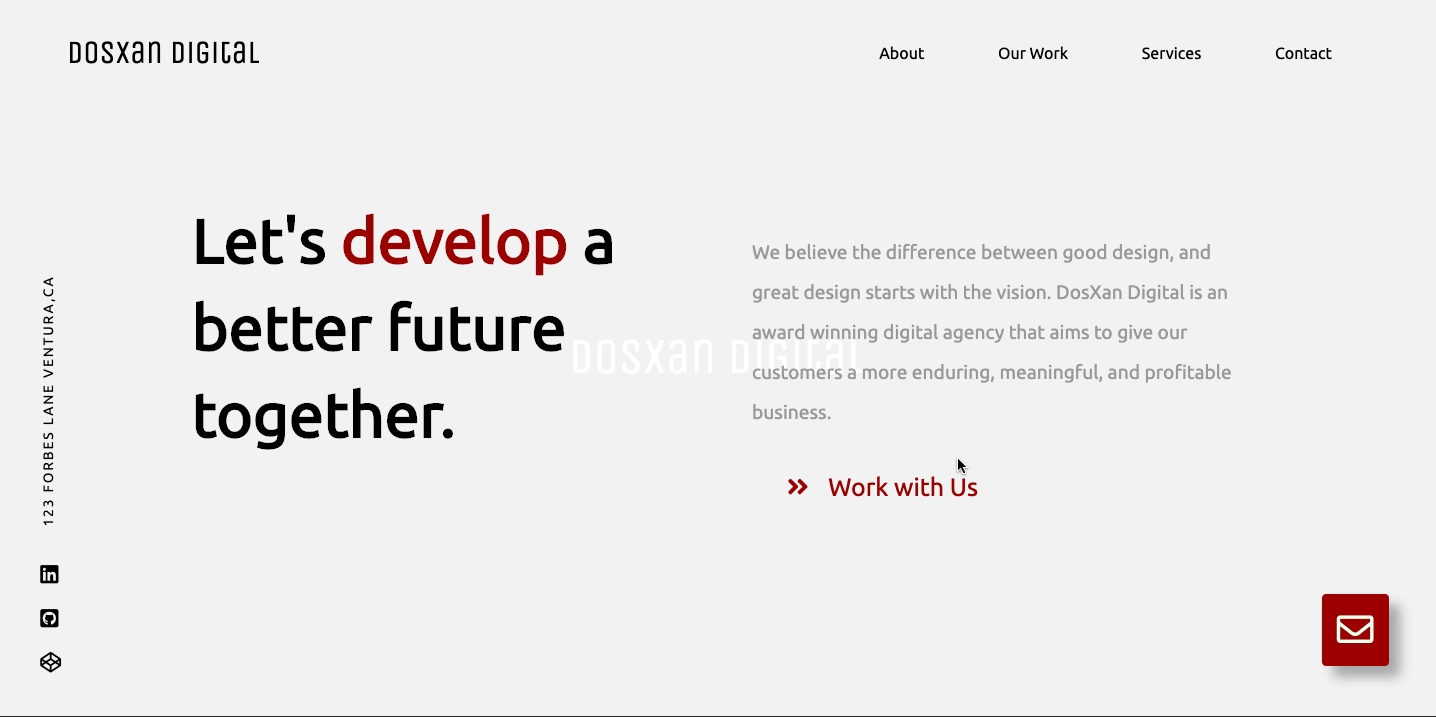 DOSXAN DIGITAL
About
Our Work
Services
Contact
Let's develop a
better future
together.
We believe the difference between good design, and
great design starts with the vision. DosXan Digital is an
award winning digital agency that aims to give our
customers a more enduring, meaningful, and profitable
business.
DOSXAN DIGITAL
Work with Us
123 FORBES LANE VENTURA,CA
in